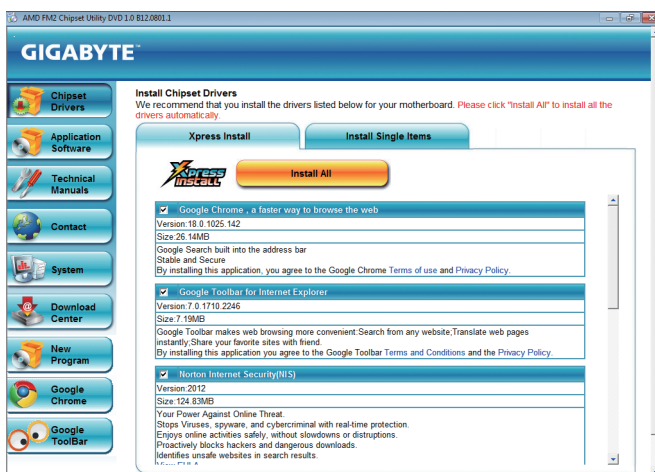 AMD FM2 Chipset Utility DVD 1.0 B12.0801.1
GIGABYTE™
Chipset
Drivers
Application
Software
Technical
Manuals
Contact
System
Download
Center
New
Program
Google
Chrome
Google
ToolBar
Install Chipset Drivers
We recommend that you install the drivers listed below for your motherboard. Please click "Install All" to install all the
drivers automatically.
Xpress Install
Install Single Items
Xpress
Install
Install All
Google Chrome , a faster way to browse the web
Version:18.0.1025.142
Size:26.14MB
Google Search built into the address bar
Stable and Secure
By installing this application, you agree to the Google Chrome Terms of use and Privacy Policy.
Google Toolbar for Internet Explorer
Version:7.0.1710.2246
Size:7.19MB
Google Toolbar makes web browsing more convenient:Search from any website;Translate web pages
instantly;Share your favorite sites with friend.
By installing this application you agree to the Google Toolbar Terms and Conditions and the Privacy Policy.
Norton Internet Security(NIS)
Version:2012
Size:124.83MB
Your Power Against Online Threat.
Stops Viruses, spyware, and cybercriminal with real-time protection.
Enjoys online activities safely, without slowdowns or distruptions.
Proactively blocks hackers and dangerous downloads.
Identifies unsafe websites in search results.
View EULA